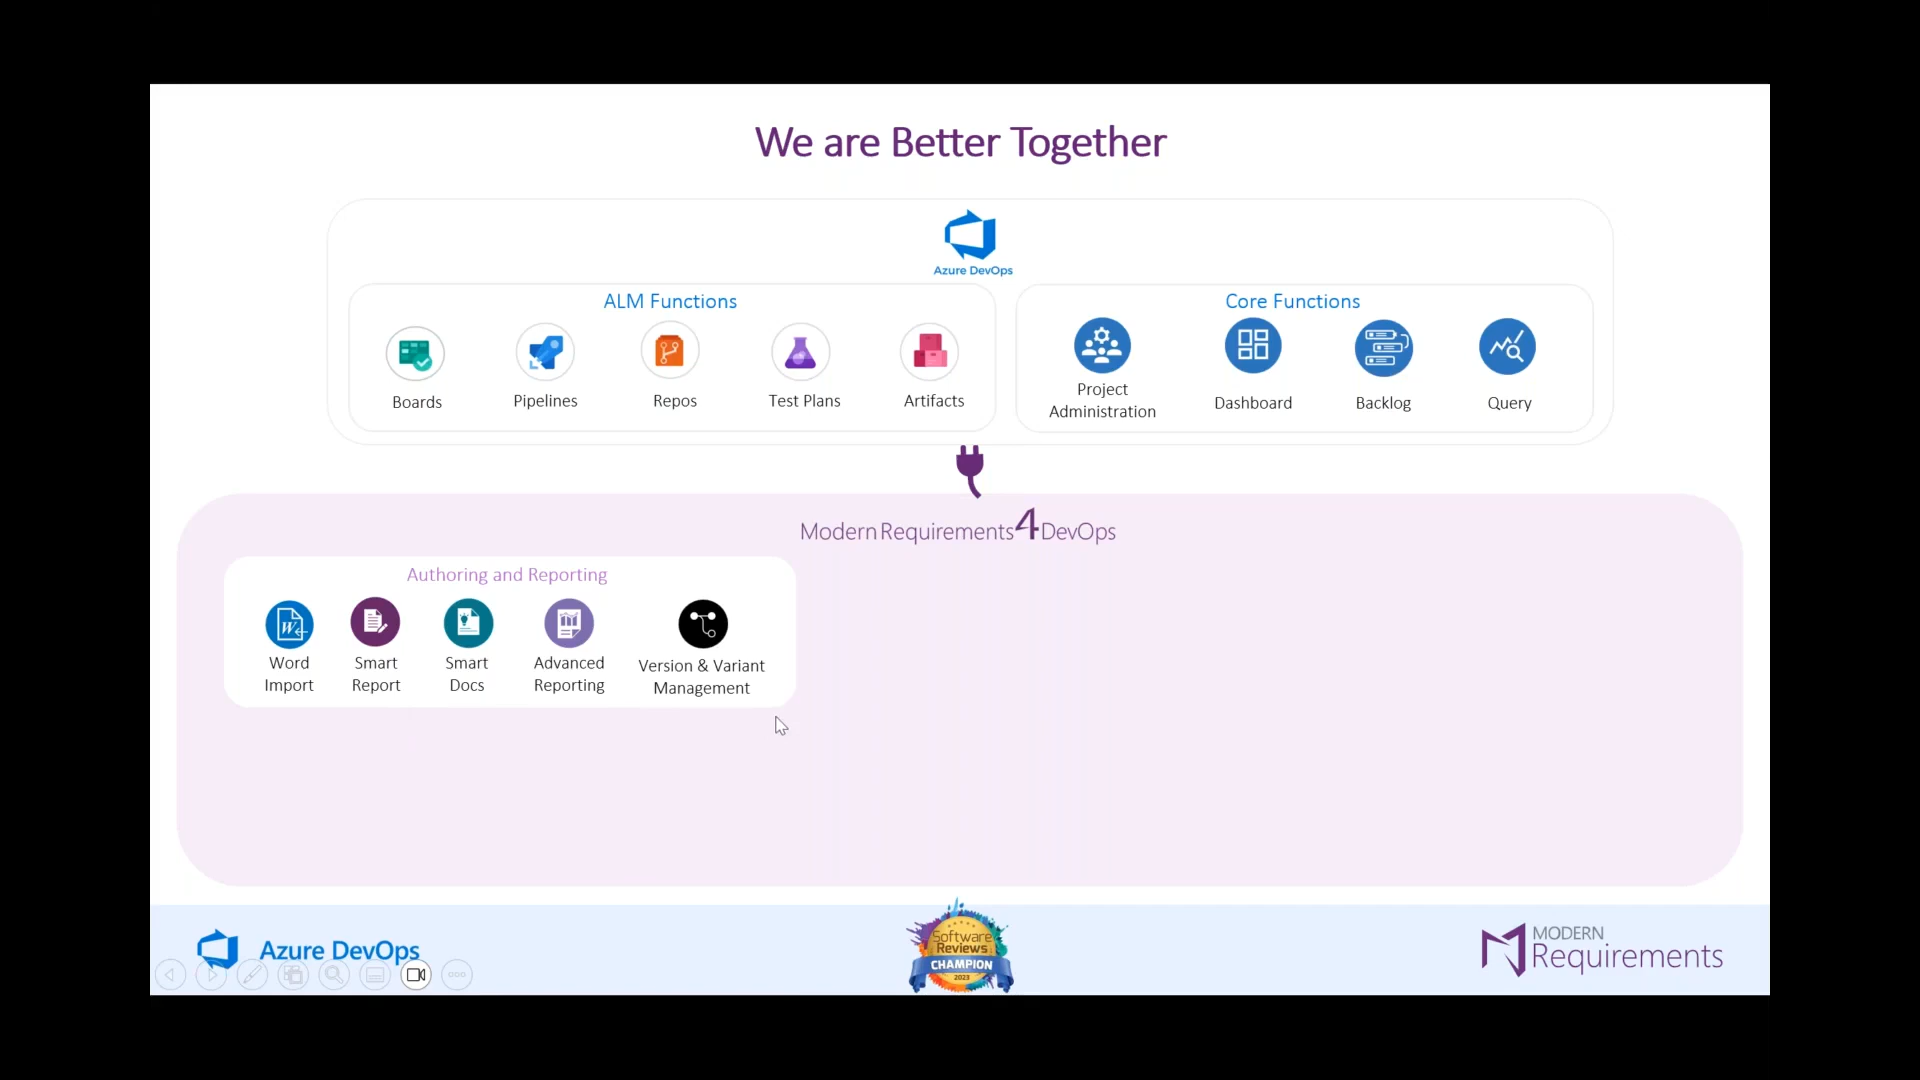 We are Better Together
Azure DevOps
ALM Functions
Boards
Pipelines
Repos
Test Plans
Artifacts
Core Functions
Project
Administration
Dashboard
Backlog
Query
Modern Requirements4DevOps
Authoring and Reporting
Word
Import
Smart
Report
Smart
Docs
Advanced
Reporting
Version & Variant
Management
Azure DevOps
Software
Reviews
CHAMPION
2023
MODERN
Requirements